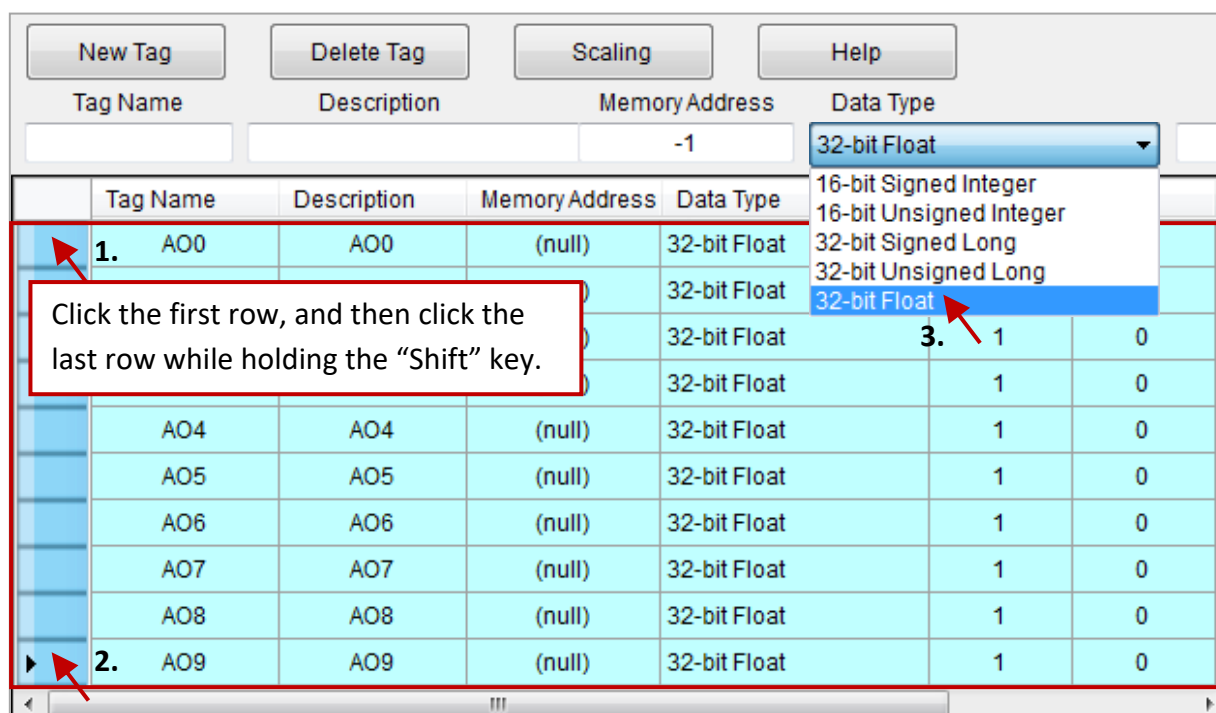 New Tag Delete Tag Scaling Help
Tag Name Description Memory Address Data Type
-1 32-bit Float
16-bit Signed Integer
16-bit Unsigned Integer
32-bit Signed Long
32-bit Unsigned Long
32-bit Float
Tag Name Description Memory Address Data Type
1. AO0 AO0 (null) 32-bit Float
) 32-bit Float
Click the first row, and then click the
last row while holding the “Shift” key.
) 32-bit Float 3. 1 0
) 32-bit Float 1 0
AO4 AO4 (null) 32-bit Float 1 0
AO5 AO5 (null) 32-bit Float 1 0
AO6 AO6 (null) 32-bit Float 1 0
AO7 AO7 (null) 32-bit Float 1 0
AO8 AO8 (null) 32-bit Float 1 0
2. AO9 AO9 (null) 32-bit Float 1 0